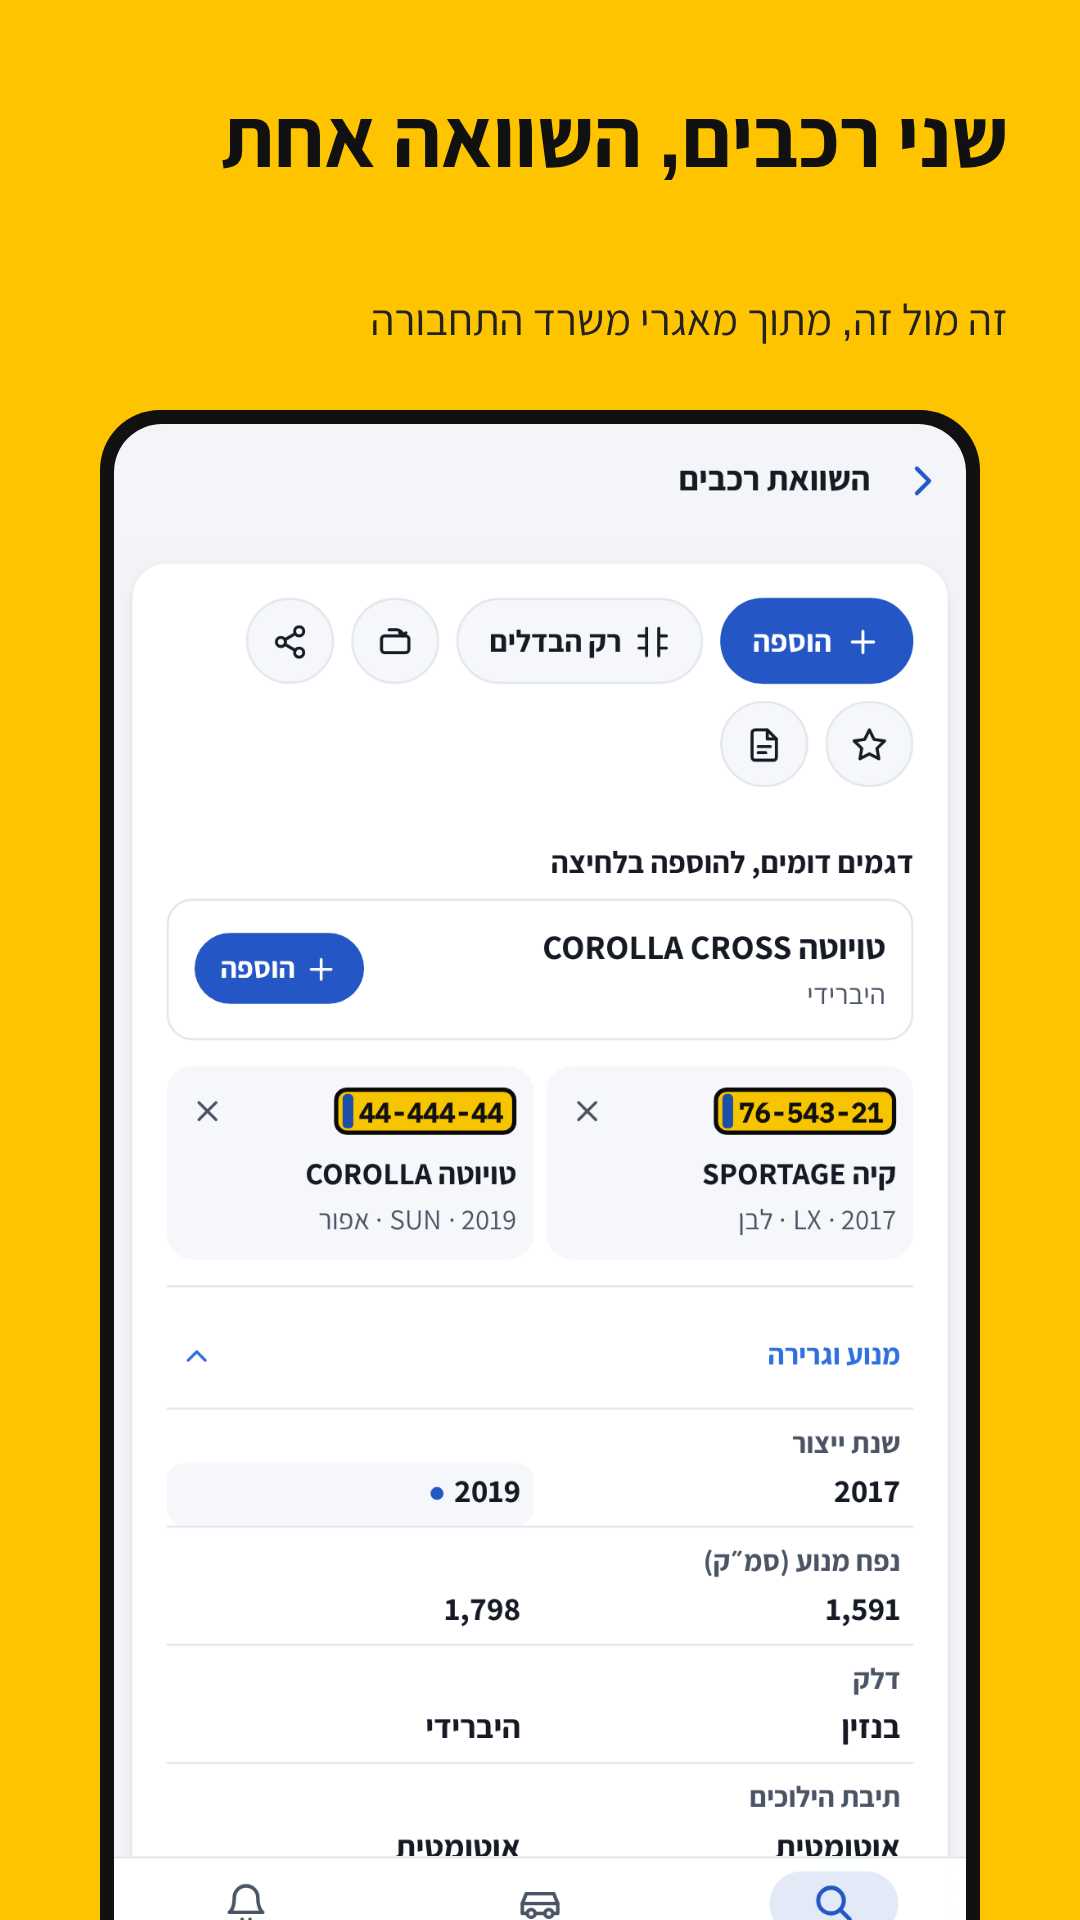 שני רכבים, השוואה אחת
זה מול זה, מתוך מאגרי משרד התחבורה
השוואת רכבים
הוספה
רק הבדלים
דגמים דומים, להוספה בלחיצה
טויוטה COROLLA CROSS
היברידי
הוספה
76-543-21
44-444-44
קיה SPORTAGE
טויוטה COROLLA
2017 · LX · לבן
2019 · SUN · אפור
מנוע וגרירה
שנת ייצור
2017
2019
נפח מנוע (סמ״ק)
1,591
1,798
דלק
בנזין
היברידי
תיבת הילוכים
אוטומטית
אוטומטית